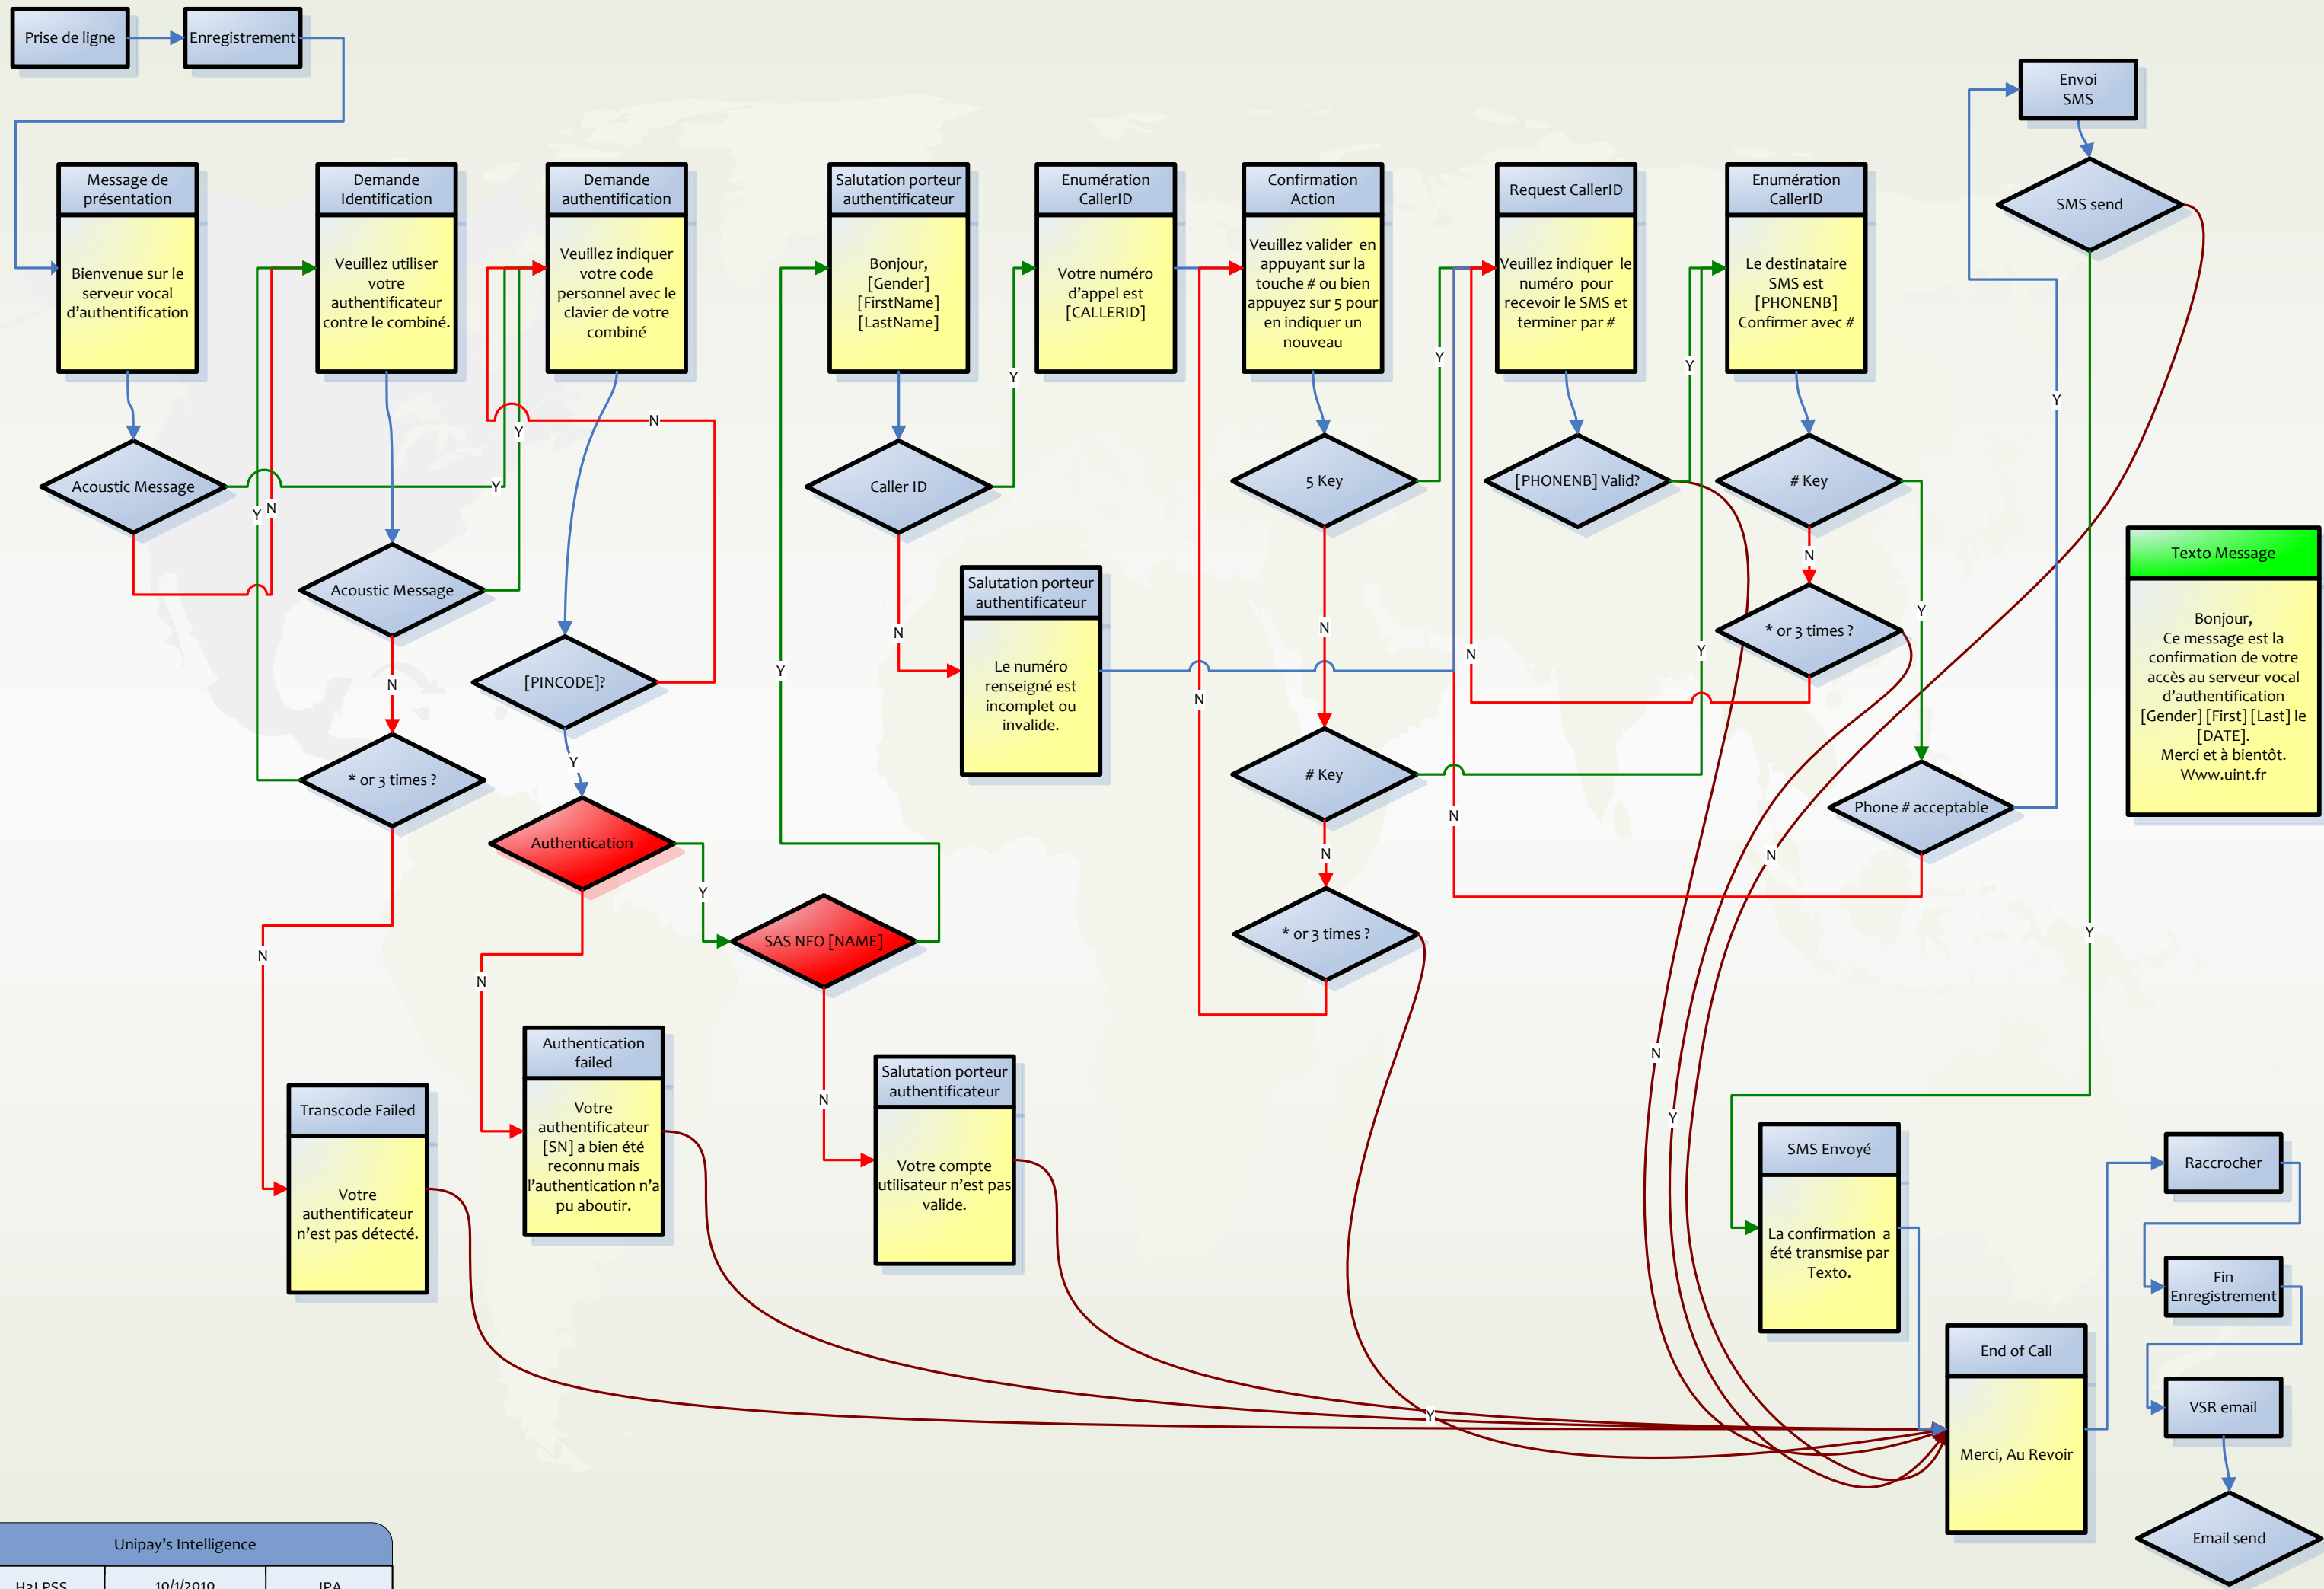 Prise de ligne
Enregistrement
Envoi
SMS
SMS send
Message de
présentation
Bienvenue sur le
serveur vocal
d'authentification
Demande
Identification
Veuillez utiliser
votre
authentificateur
contre le combiné.
Demande
authentification
Veuillez indiquer
votre code
personnel avec le
clavier de votre
combiné
Salutation porteur
authentificateur
Bonjour,
[Gender]
[FirstName]
[LastName]
Enumération
CallerID
Votre numéro
d'appel est
[CALLERID]
Confirmation
Action
Veuillez valider en
appuyant sur la
touche # ou bien
appuyez sur 5 pour
en indiquer un
nouveau
Request CallerID
Veuillez indiquer le
numéro pour
recevoir le SMS et
terminer par #
Enumération
CallerID
Le destinataire
SMS est
[PHONENB]
Confirmer avec #
Y
Y
Y
Y
N
Y
Acoustic Message
Y
Y
N
Caller ID
5 Key
[PHONENB] Valid?
# Key
N
Acoustic Message
N
* or 3 times ?
Y
Texto Message
Bonjour,
Ce message est la
confirmation de votre
accès au serveur vocal
d'authentification
[Gender] [First] [Last] le
[DATE].
Merci et à bientôt.
Www.uint.fr
Salutation porteur
authentificateur
Le numéro
renseigné est
incomplet ou
invalide.
N
N
N
Y
N
Y
N
[PINCODE]?
Y
* or 3 times ?
# Key
N
Phone # acceptable
Authentication
N
N
Y
SAS NFO [NAME]
* or 3 times ?
Y
N
N
Authentication
failed
Votre
authentificateur
[SN] a bien été
reconnu mais
l'authentication n'a
pu aboutir.
N
Salutation porteur
authentificateur
Votre compte
utilisateur n'est pas
valide.
N
Y
Transcode Failed
Votre
authentificateur
n'est pas détecté.
SMS Envoyé
La confirmation a
été transmise par
Texto.
Raccrocher
Fin
Enregistrement
End of Call
Merci, Au Revoir
Y
VSR email
Email send
Unipay's Intelligence
H3LPSS
10/1/2010
JPA